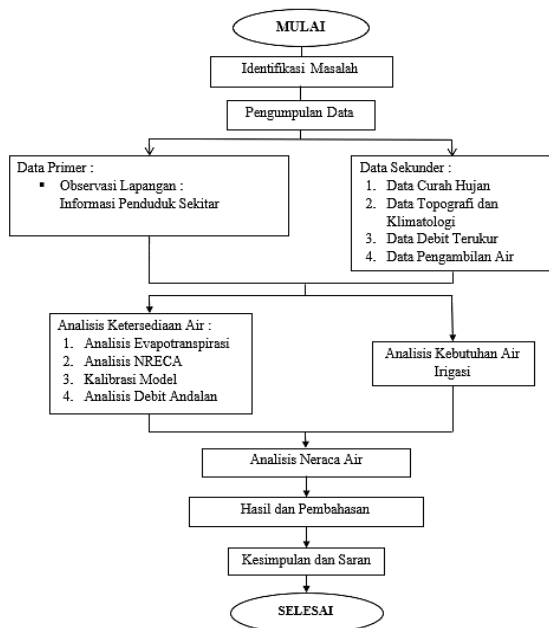 MULAI
Identifikasi Masalah
Pengumpulan Data
Data Primer :
▪ Observasi Lapangan :
Informasi Penduduk Sekitar
Data Sekunder :
1. Data Curah Hujan
2. Data Topografi dan
Klimatologi
3. Data Debit Terukur
4. Data Pengambilan Air
Analisis Ketersediaan Air :
1. Analisis Evapotranspirasi
2. Analisis NRECA
3. Kalibrasi Model
4. Analisis Debit Andalan
Analisis Kebutuhan Air
Irigasi
Analisis Neraca Air
Hasil dan Pembahasan
Kesimpulan dan Saran
SELESAI